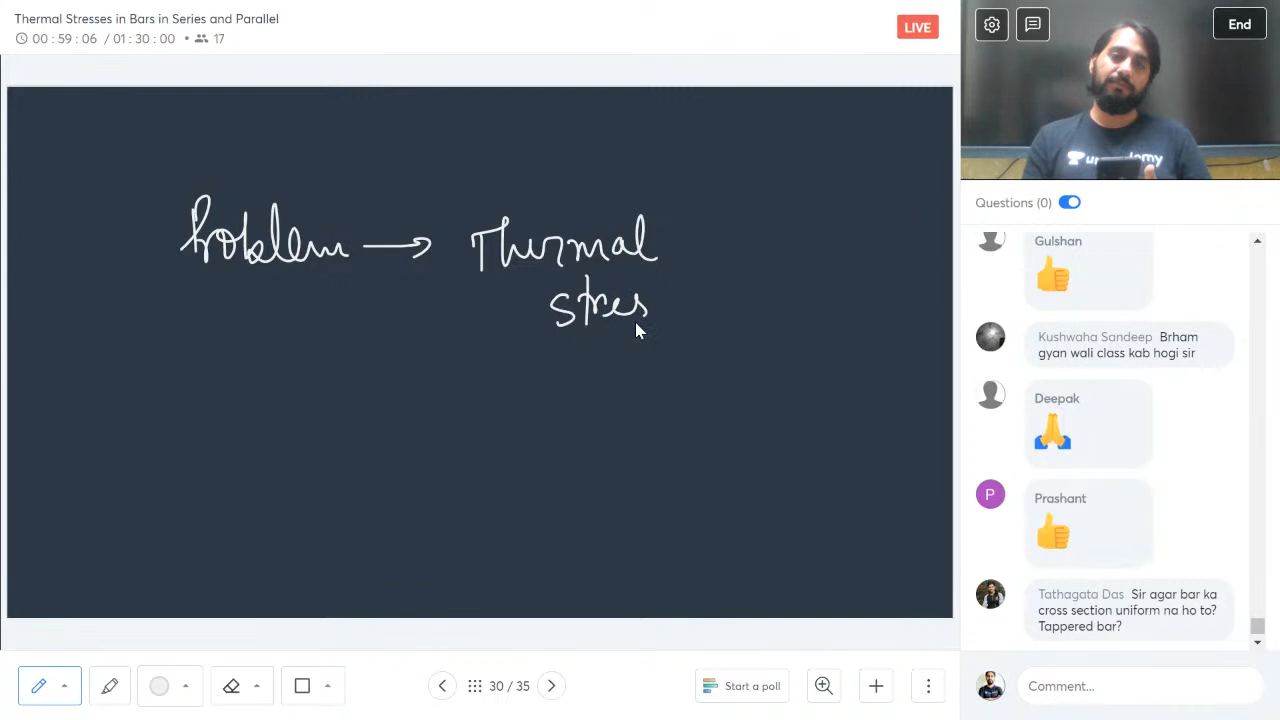 Thermal Stresses in Bars in Series and Parallel
00 : 59 : 06 / 01 : 30 : 00 • 17
LIVE
End
Problem → Thermal
stres
Questions (0)
Gulshan
Kushwaha Sandeep Brham
gyan wali class kab hogi sir
Deepak
P
Prashant
Tathagata Das Sir agar bar ka
cross section uniform na ho to?
Tappered bar?
30 / 35
Start a poll
Comment...